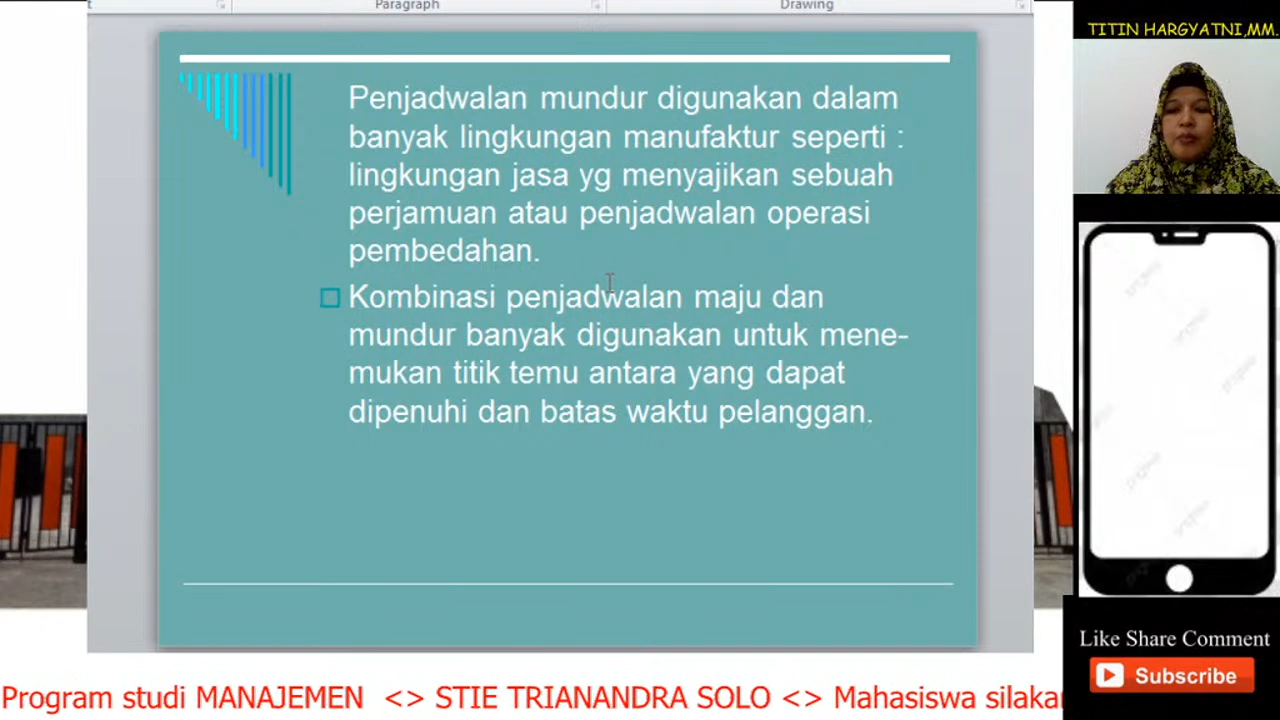 Paragraph
Drawing
TITIN HARGYATNI,MM.
Penjadwalan mundur digunakan dalam
banyak lingkungan manufaktur seperti :
lingkungan jasa yg menyajikan sebuah
perjamuan atau penjadwalan operasi
pembedahan.
Kombinasi penjadwalan maju dan
mundur banyak digunakan untuk mene-
mukan titik temu antara yang dapat
dipenuhi dan batas waktu pelanggan.
Like Share Comment
Subscribe
Program studi MANAJEMEN <> STIE TRIANANDRA SOLO <> Mahasiswa silakan